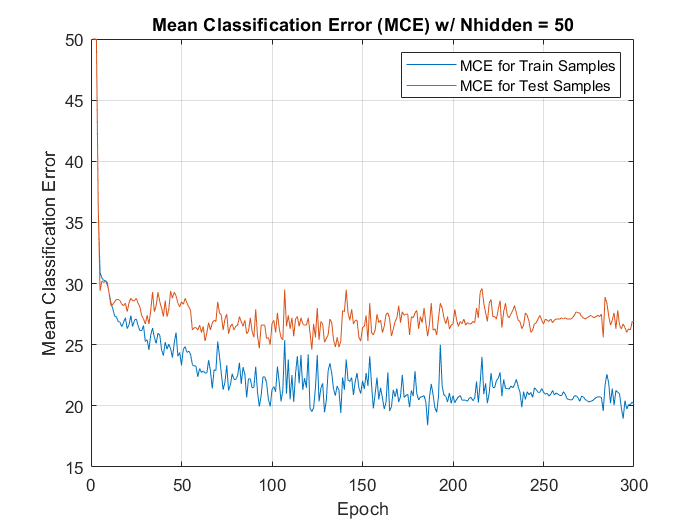 Mean Classification Error (MCE) w/ Nhidden = 50
MCE for Train Samples
MCE for Test Samples
Mean Classification Error
50
45
40
35
30
25
20
15
0 50 100 150 200 250 300
Epoch